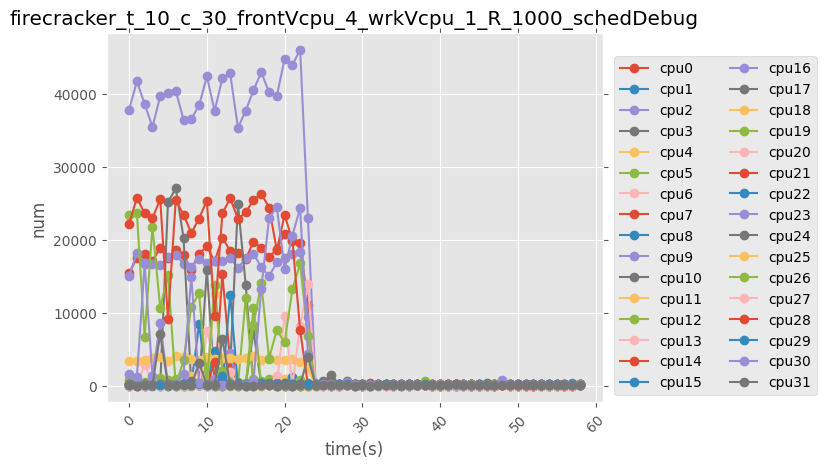 firecracker_t_10_c_30_frontVcpu_4_wrkVcpu_1_R_1000_schedDebug
num
40000
30000
20000
10000
0
0
10
20
30
40
50
60
time(s)
cpu0
cpu1
cpu2
cpu3
cpu4
cpu5
cpu6
cpu7
cpu8
cpu9
cpu10
cpu11
cpu12
cpu13
cpu14
cpu15
cpu16
cpu17
cpu18
cpu19
cpu20
cpu21
cpu22
cpu23
cpu24
cpu25
cpu26
cpu27
cpu28
cpu29
cpu30
cpu31